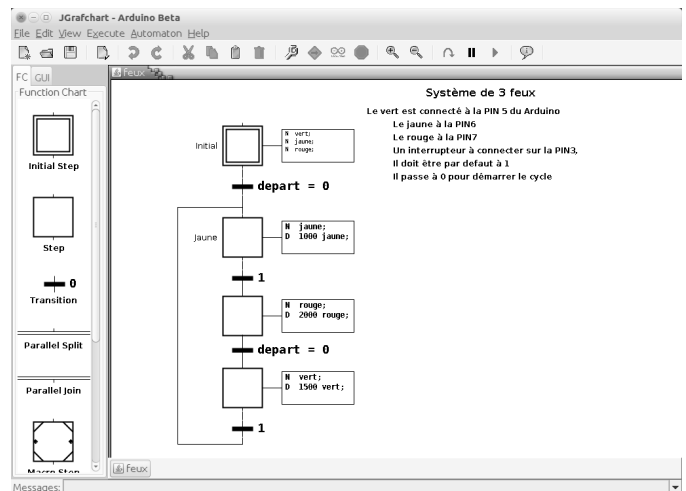 JGrafchart - Arduino Beta
File Edit View Execute Automaton Help
FC GUI
feux
Function Chart
Initial Step
Step
0
Transition
Parallel Split
Parallel Join
Macro Step
Système de 3 feux
Le vert est connecté à la PIN 5 du Arduino
Le jaune à la PIN6
Le rouge à la PIN7
Un interrupteur à connecter sur la PIN3,
Il doit être par defaut à 1
Il passe à 0 pour démarrer le cycle
Initial
N vert;
N jaune;
N rouge;
depart = 0
Jaune
N jaune;
D 1000 jaune;
1
N rouge;
D 2000 rouge;
depart = 0
N vert;
D 1500 vert;
1
feux
Messages: